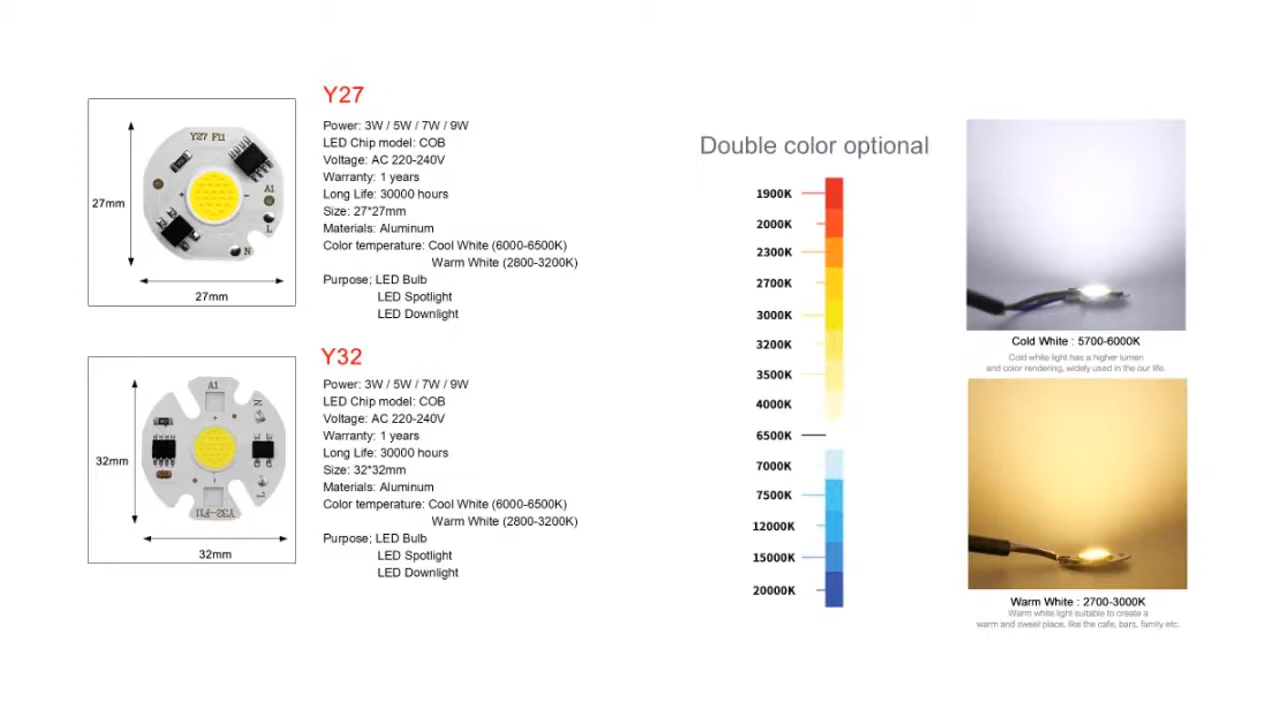 Y27
Y27 F11
A1
L
N
27mm
27mm
Power: 3W / 5W / 7W / 9W
LED Chip model: COB
Voltage: AC 220-240V
Warranty: 1 years
Long Life: 30000 hours
Size: 27*27mm
Materials: Aluminum
Color temperature: Cool White (6000-6500K)
Warm White (2800-3200K)
Purpose; LED Bulb
LED Spotlight
LED Downlight
Y32
A1
N
L
Y32-F11
32mm
32mm
Power: 3W / 5W / 7W / 9W
LED Chip model: COB
Voltage: AC 220-240V
Warranty: 1 years
Long Life: 30000 hours
Size: 32*32mm
Materials: Aluminum
Color temperature: Cool White (6000-6500K)
Warm White (2800-3200K)
Purpose; LED Bulb
LED Spotlight
LED Downlight
Double color optional
1900K
2000K
2300K
2700K
3000K
3200K
3500K
4000K
6500K
7000K
7500K
12000K
15000K
20000K
Cold White : 5700-6000K
Cold white light has a higher lumen
and color rendering, widely used in the our life.
Warm White : 2700-3000K
Warm white light suitable to create a
warm and sweet place, like the cafe, bars, family etc.